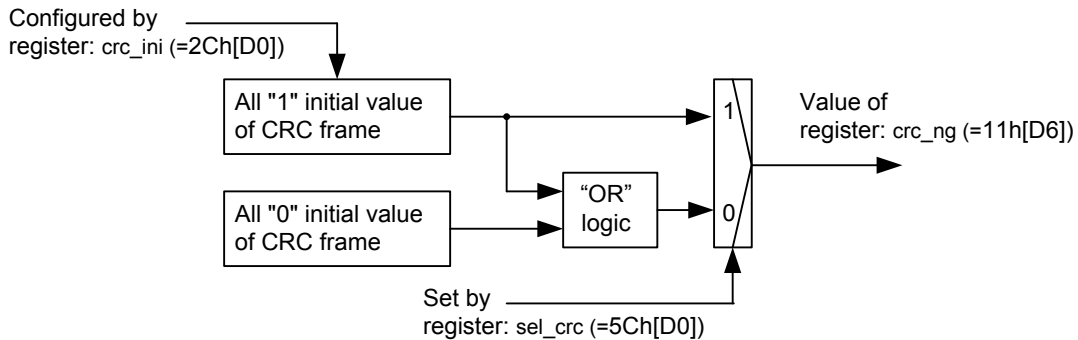 Configured by
register: crc_ini (=2Ch[D0])
All "1" initial value
of CRC frame
1
Value of
register: crc_ng (=11h[D6])
All "0" initial value
of CRC frame
“OR”
logic
0
Set by
register: sel_crc (=5Ch[D0])